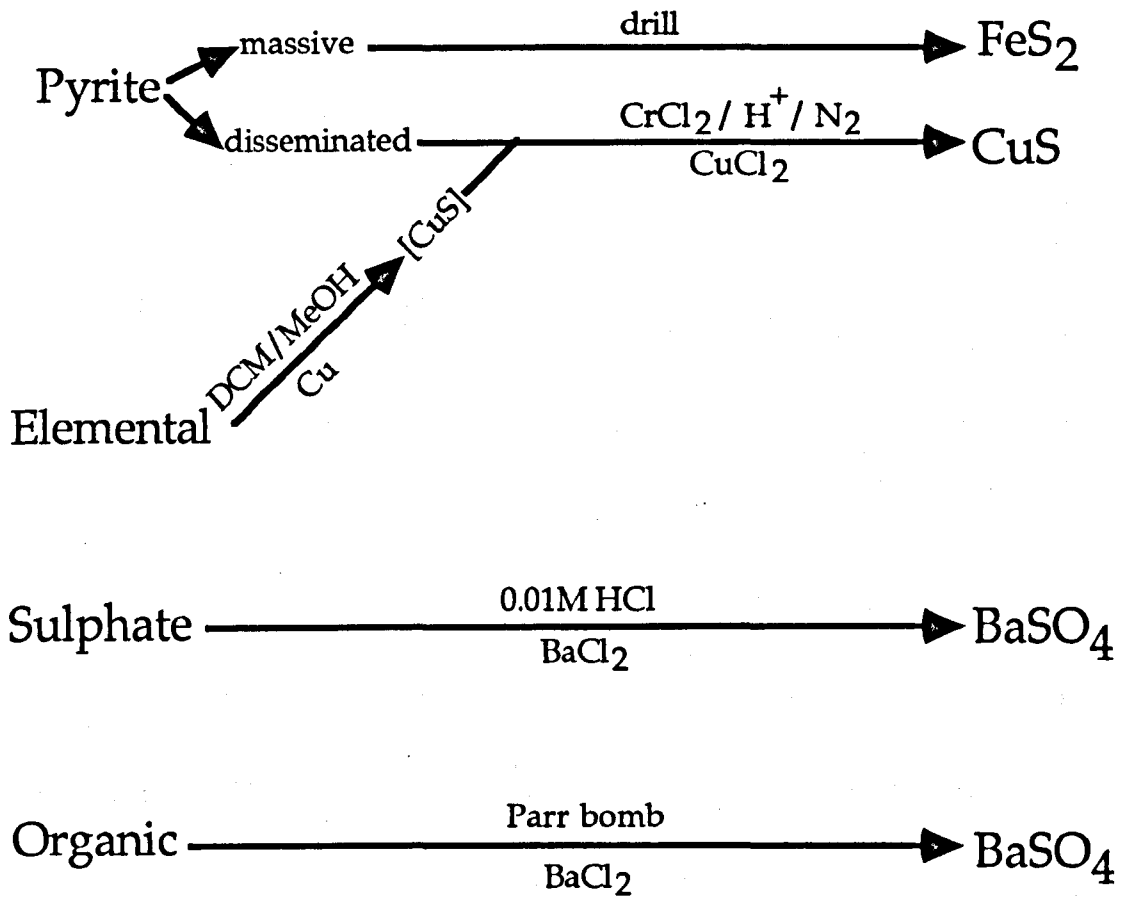 massive drill FeS2
Pyrite
disseminated CrCl2 / H+ / N2 CuS
CuCl2
[CuS]
DCM/MeOH
Cu
Elemental
0.01M HCl
Sulphate BaSO4
BaCl2
Parr bomb
Organic BaSO4
BaCl2